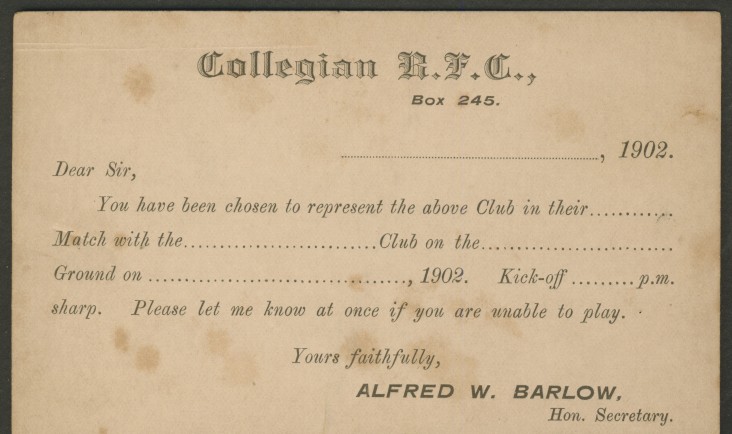 Collegian R.F.C.,
Box 245.
........................................, 1902.
Dear Sir,
You have been chosen to represent the above Club in their............
Match with the............................Club on the............................
Ground on ......................................, 1902. Kick-off .........p.m.
sharp. Please let me know at once if you are unable to play.
Yours faithfully,
ALFRED W. BARLOW,
Hon. Secretary.